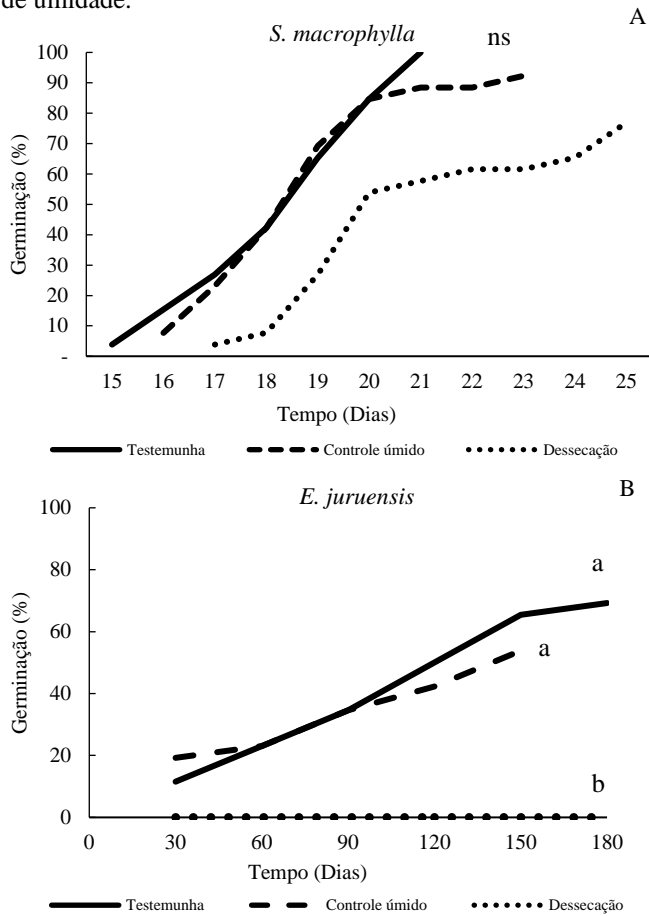 de umidade.
A
S. macrophylla
ns
100
90
80
70
60
50
40
30
20
10
-
Germinação (%)
15 16 17 18 19 20 21 22 23 24 25
Tempo (Dias)
Testemunha Controle úmido Dessecação
B
E. juruensis
100
80
60
40
20
0
Germinação (%)
a
a
b
0 30 60 90 120 150 180
Tempo (Dias)
Testemunha Controle úmido Dessecação